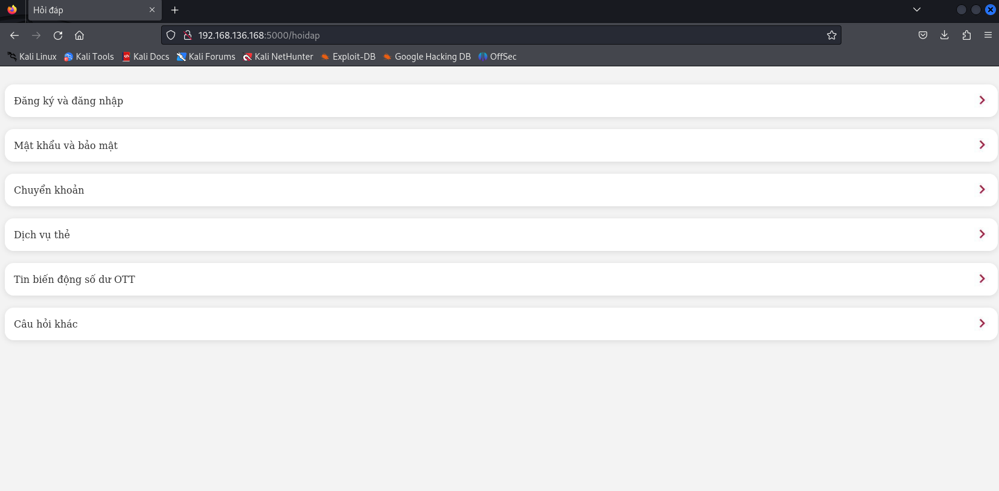 Hỏi đáp
192.168.136.168:5000/hoidap
Kali Linux Kali Tools Kali Docs Kali Forums Kali NetHunter Exploit-DB Google Hacking DB OffSec
Đăng ký và đăng nhập
Mật khẩu và bảo mật
Chuyển khoản
Dịch vụ thẻ
Tin biến động số dư OTT
Câu hỏi khác